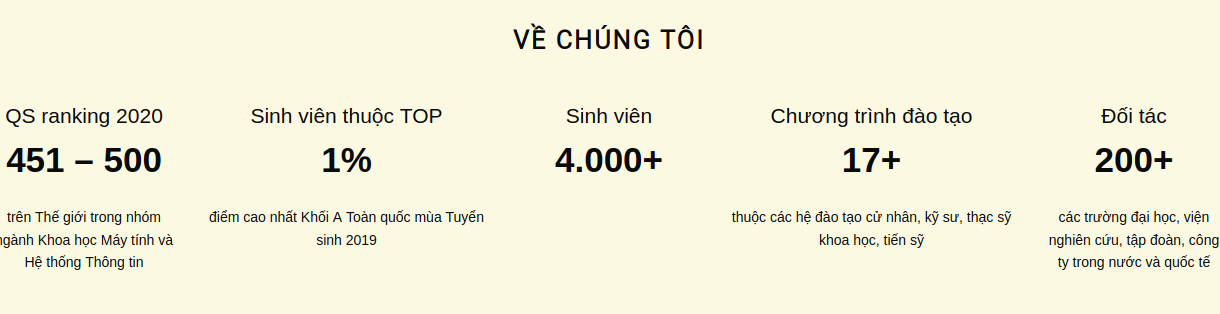 VỀ CHÚNG TÔI
QS ranking 2020
451 – 500
trên Thế giới trong nhóm
ngành Khoa học Máy tính và
Hệ thống Thông tin
Sinh viên thuộc TOP
1%
điểm cao nhất Khối A Toàn quốc mùa Tuyển
sinh 2019
Sinh viên
4.000+
Chương trình đào tạo
17+
thuộc các hệ đào tạo cử nhân, kỹ sư, thạc sỹ
khoa học, tiến sỹ
Đối tác
200+
các trường đại học, viện
nghiên cứu, tập đoàn, công
ty trong nước và quốc tế